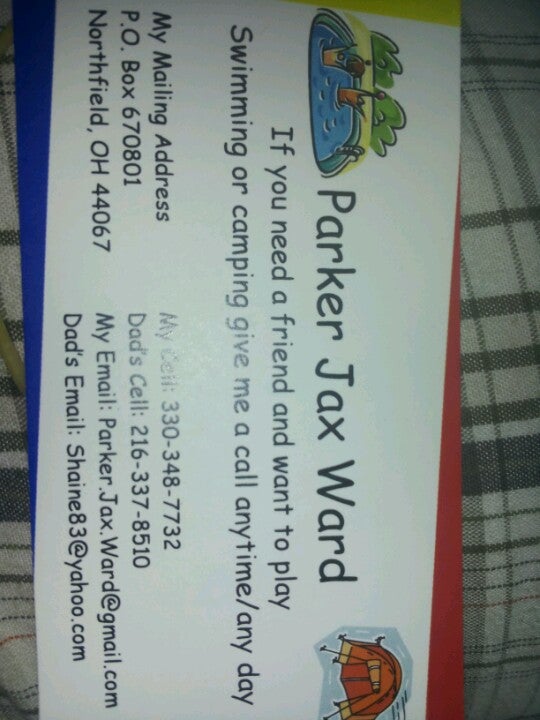 Parker Jax Ward
If you need a friend and want to play
Swimming or camping give me a call anytime/any day
My Mailing Address
P.O. Box 670801
Northfield, OH 44067
My Cell: 330-348-7732
Dad's Cell: 216-337-8510
My Email: Parker.Jax.Ward@gmail.com
Dad's Email: Shaine83@yahoo.com